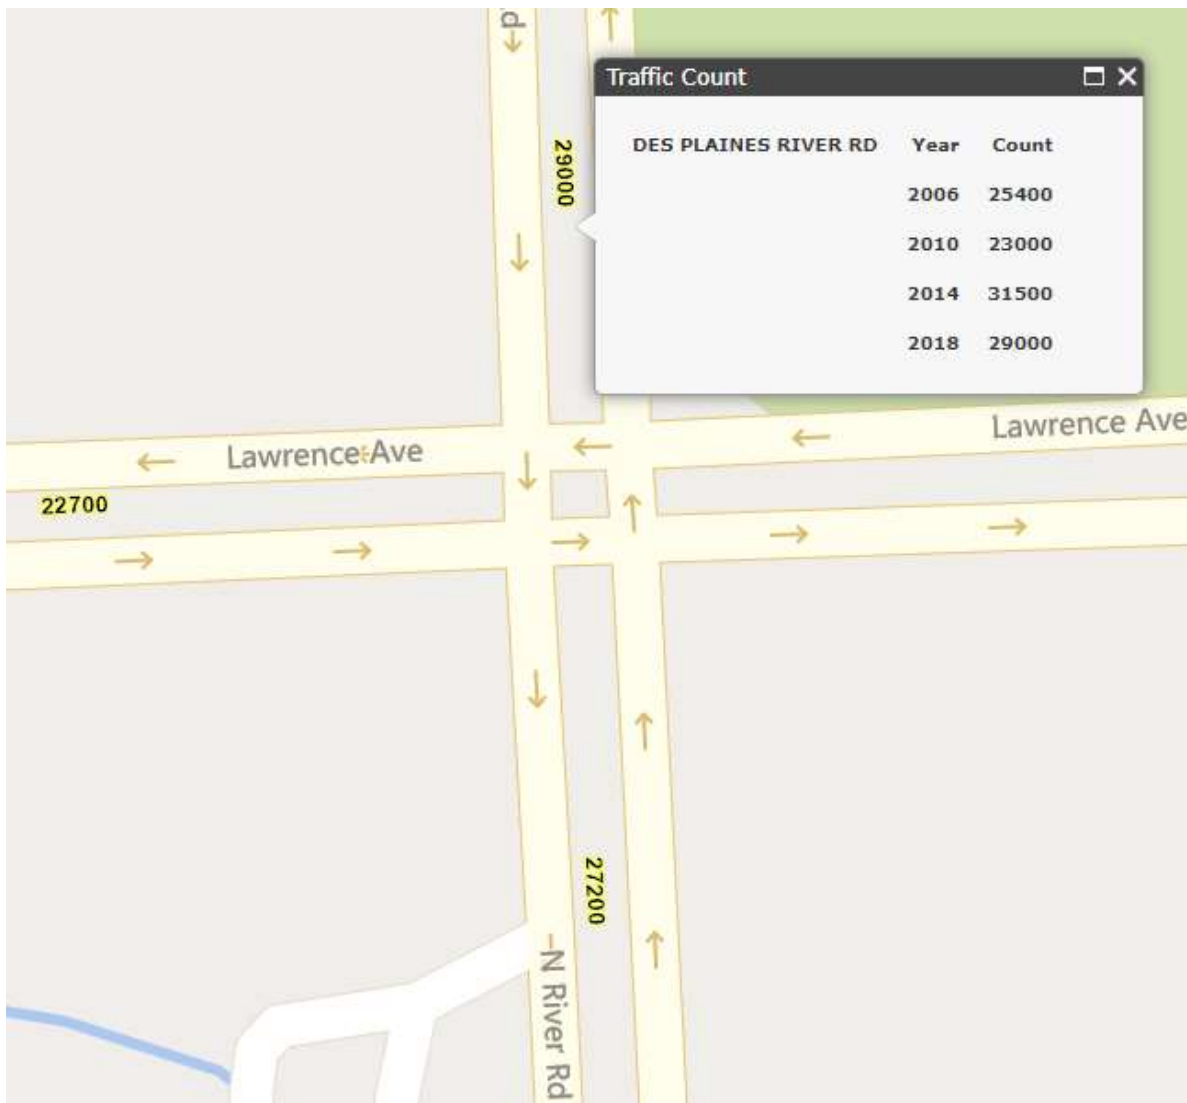 Traffic Count
DES PLAINES RIVER RD Year Count
2006 25400
2010 23000
2014 31500
2018 29000
29000
Lawrence Ave
Lawrence Ave
22700
27200
N River Rd